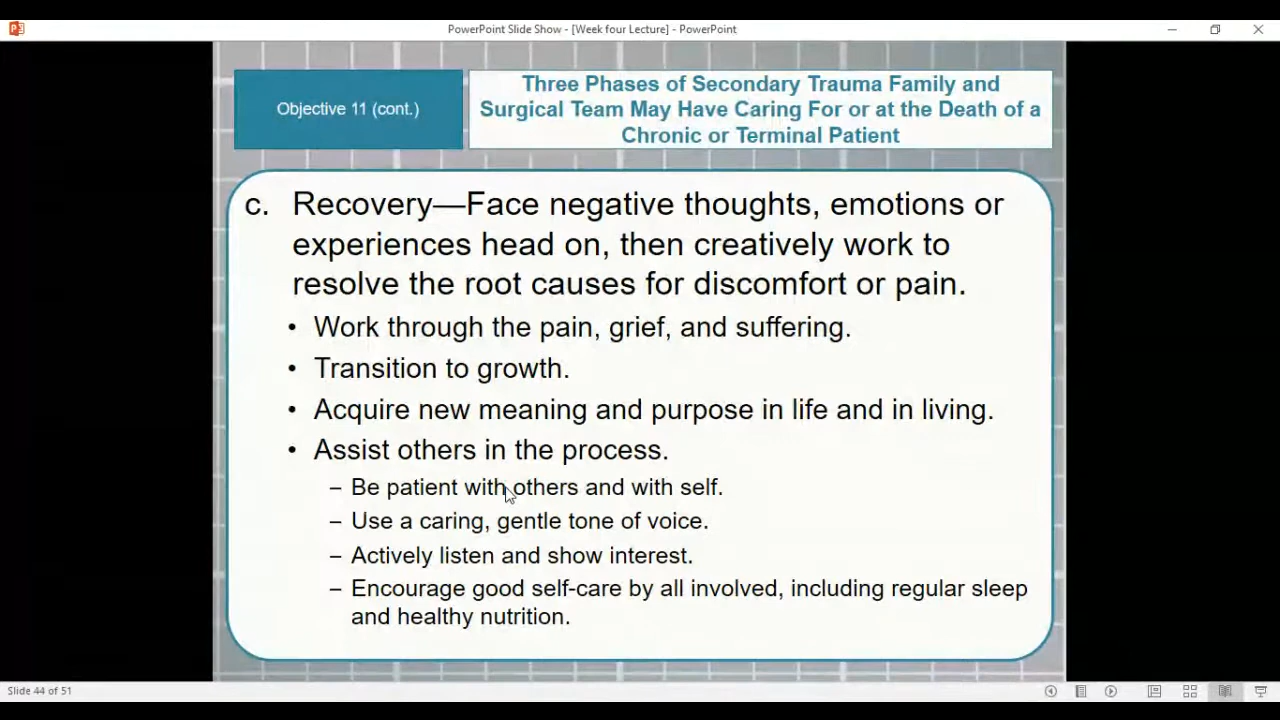 PowerPoint Slide Show - [Week four Lecture] - PowerPoint
Objective 11 (cont.)
Three Phases of Secondary Trauma Family and
Surgical Team May Have Caring For or at the Death of a
Chronic or Terminal Patient
c. Recovery—Face negative thoughts, emotions or
experiences head on, then creatively work to
resolve the root causes for discomfort or pain.
• Work through the pain, grief, and suffering.
• Transition to growth.
• Acquire new meaning and purpose in life and in living.
• Assist others in the process.
– Be patient with others and with self.
– Use a caring, gentle tone of voice.
– Actively listen and show interest.
– Encourage good self-care by all involved, including regular sleep
and healthy nutrition.
Slide 44 of 51